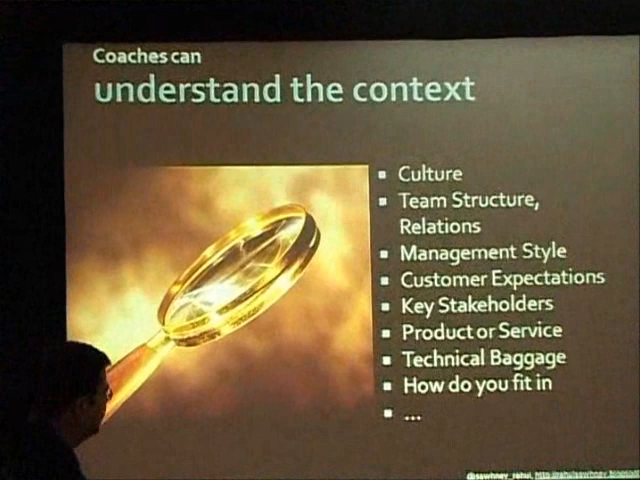 Coaches can
understand the context
Culture
Team Structure,
Relations
Management Style
Customer Expectations
Key Stakeholders
Product or Service
Technical Baggage
How do you fit in
...